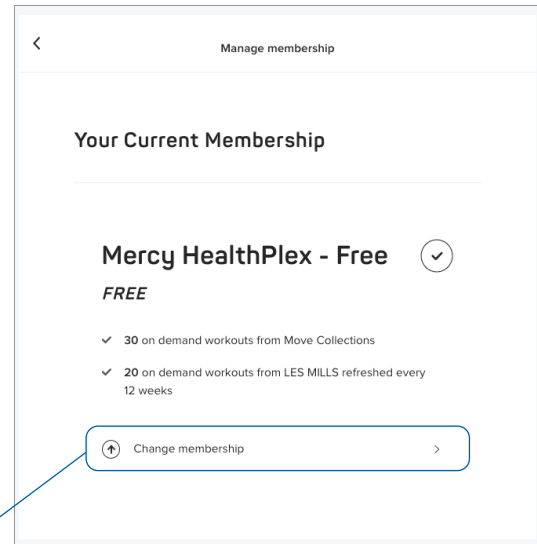 Manage membership
Your Current Membership
Mercy HealthPlex - Free
FREE
30 on demand workouts from Move Collections
20 on demand workouts from LES MILLS refreshed every
12 weeks
Change membership